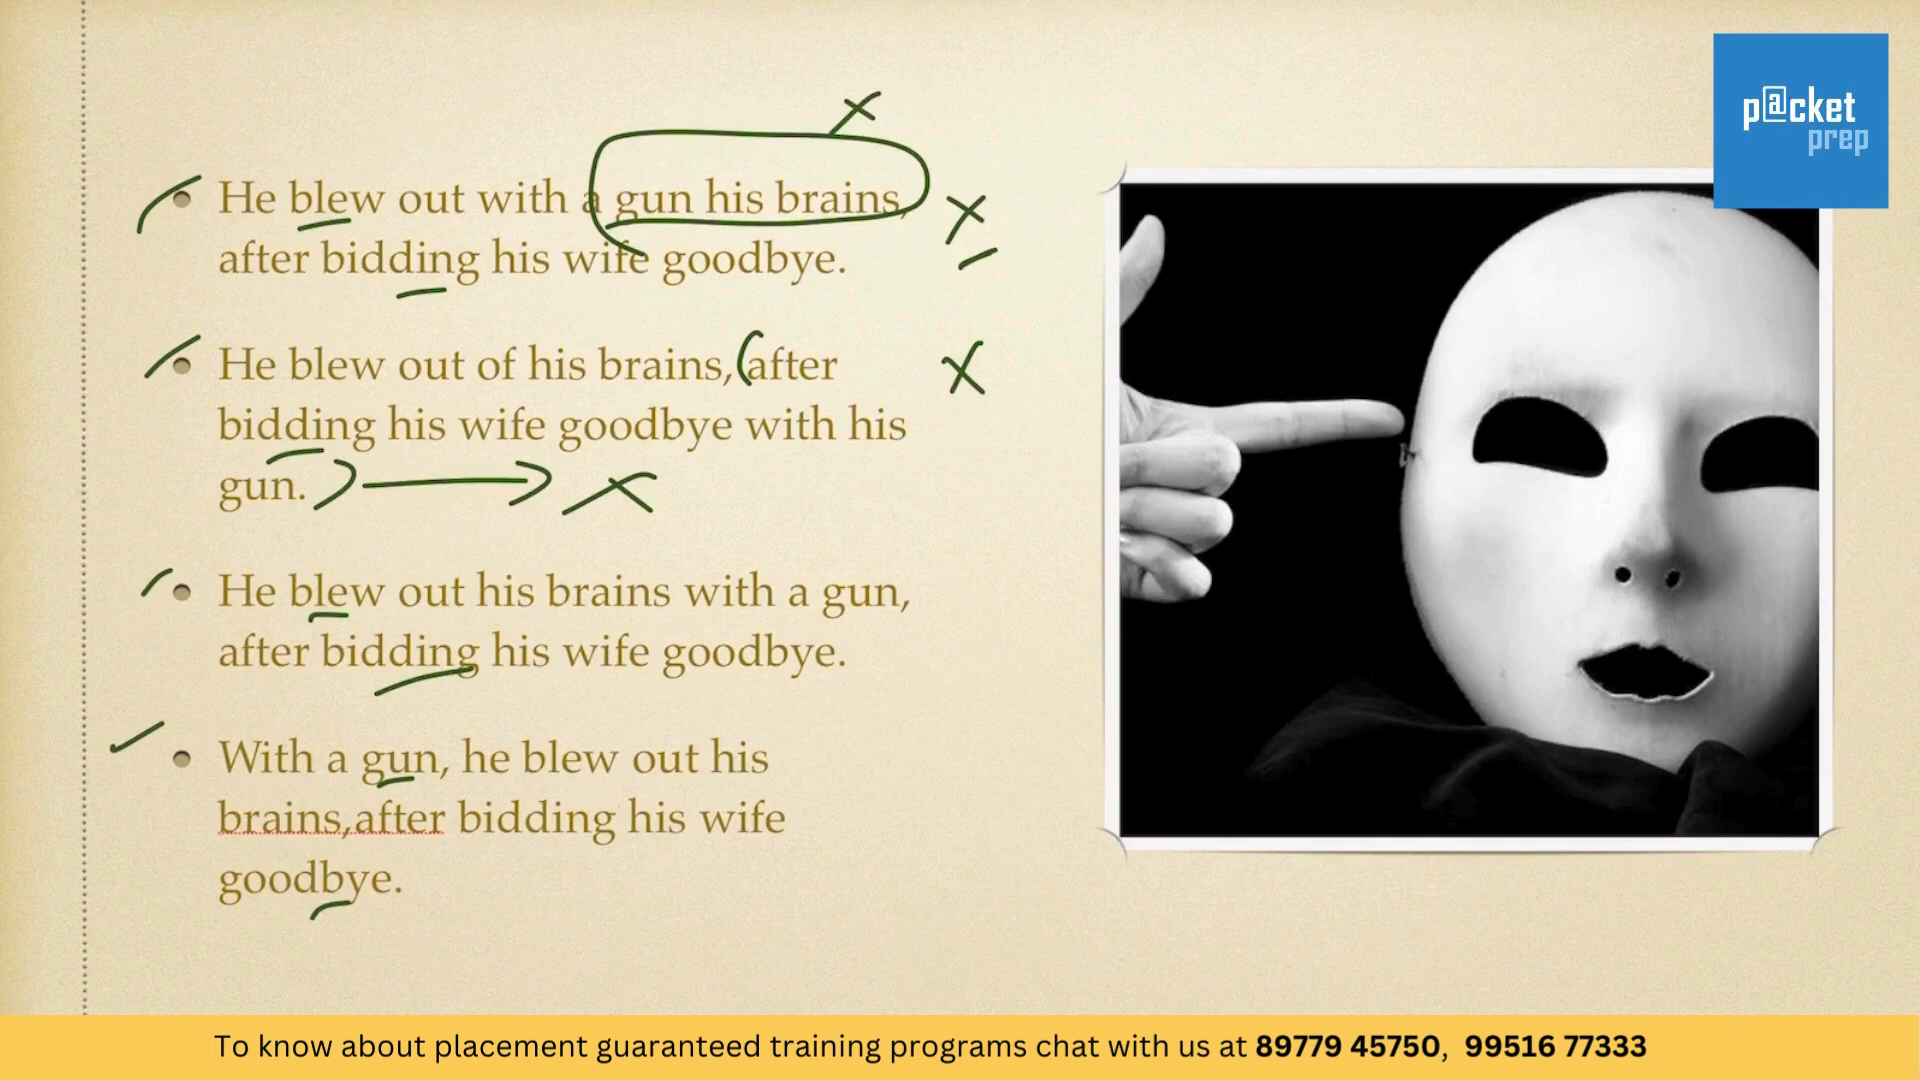 p@cket
prep
He blew out with a gun his brains,
after bidding his wife goodbye.
He blew out of his brains, after
bidding his wife goodbye with his
gun.
He blew out his brains with a gun,
after bidding his wife goodbye.
With a gun, he blew out his
brains,after bidding his wife
goodbye.
To know about placement guaranteed training programs chat with us at 89779 45750, 99516 77333